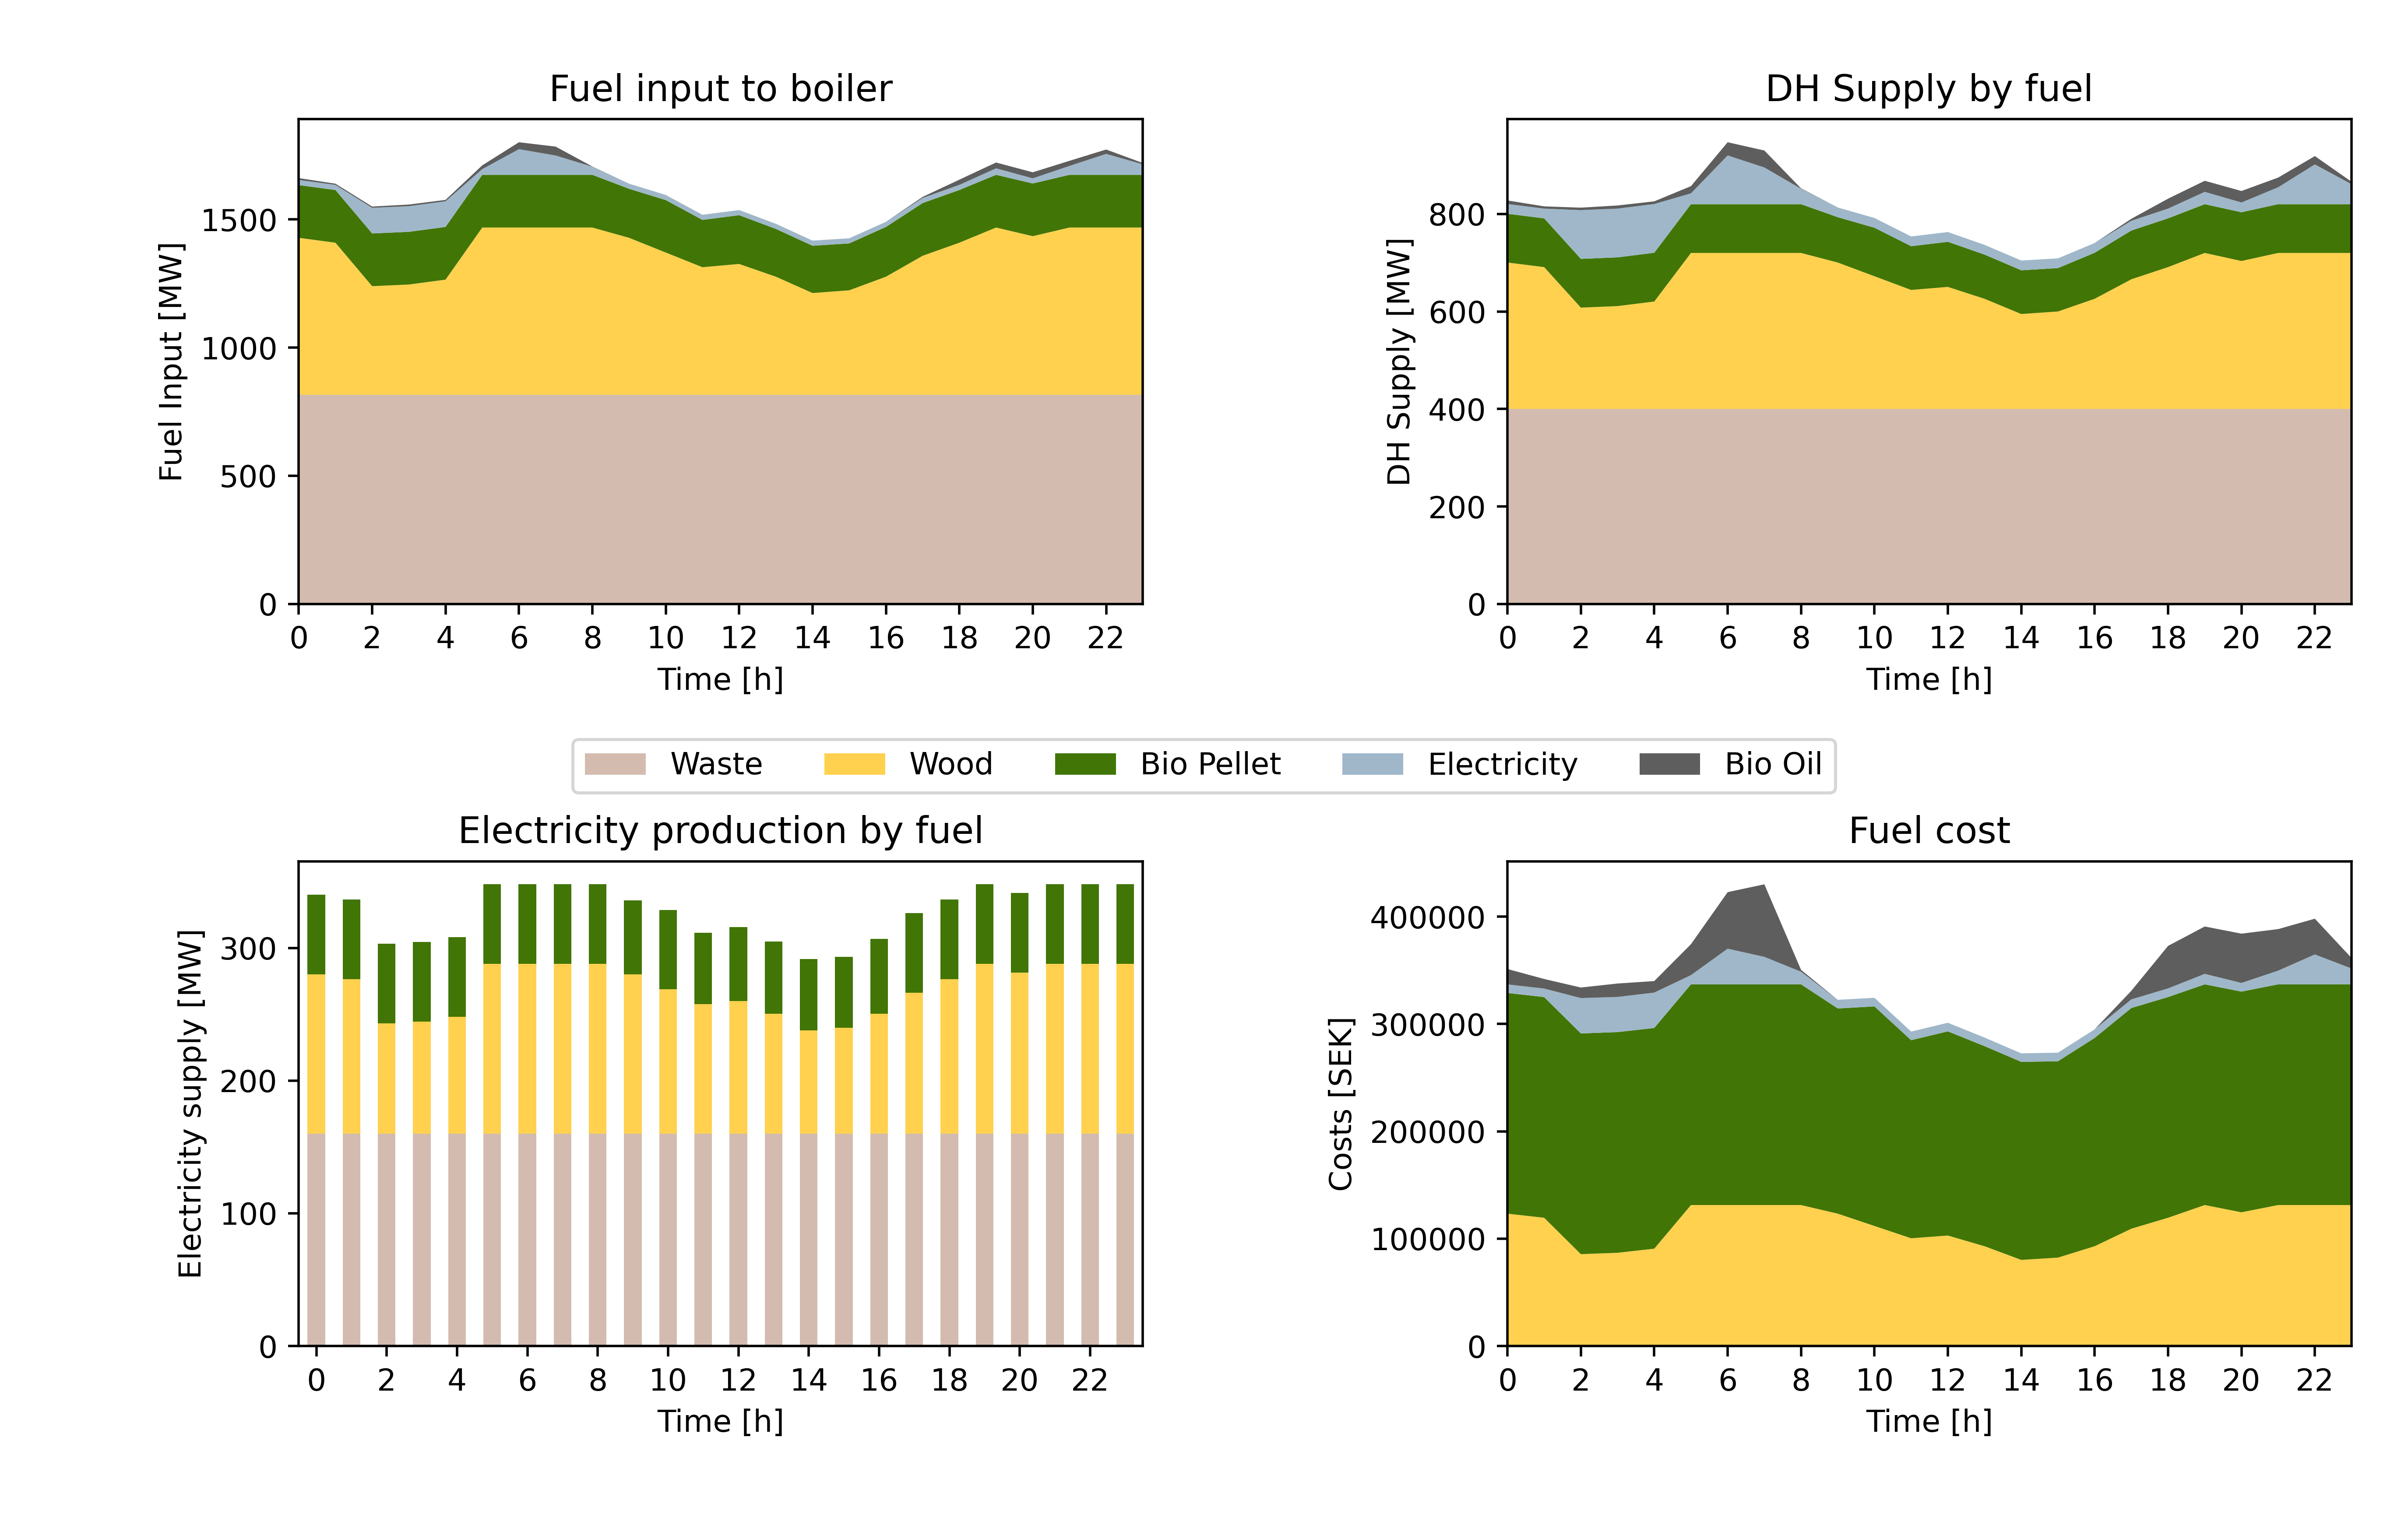 Fuel input to boiler
Fuel Input [MW]
1500
1000
500
0
0 2 4 6 8 10 12 14 16 18 20 22
Time [h]
DH Supply by fuel
DH Supply [MW]
800
600
400
200
0
0 2 4 6 8 10 12 14 16 18 20 22
Time [h]
Waste Wood Bio Pellet Electricity Bio Oil
Electricity production by fuel
Electricity supply [MW]
300
200
100
0
0 2 4 6 8 10 12 14 16 18 20 22
Time [h]
Fuel cost
Costs [SEK]
400000
300000
200000
100000
0
0 2 4 6 8 10 12 14 16 18 20 22
Time [h]